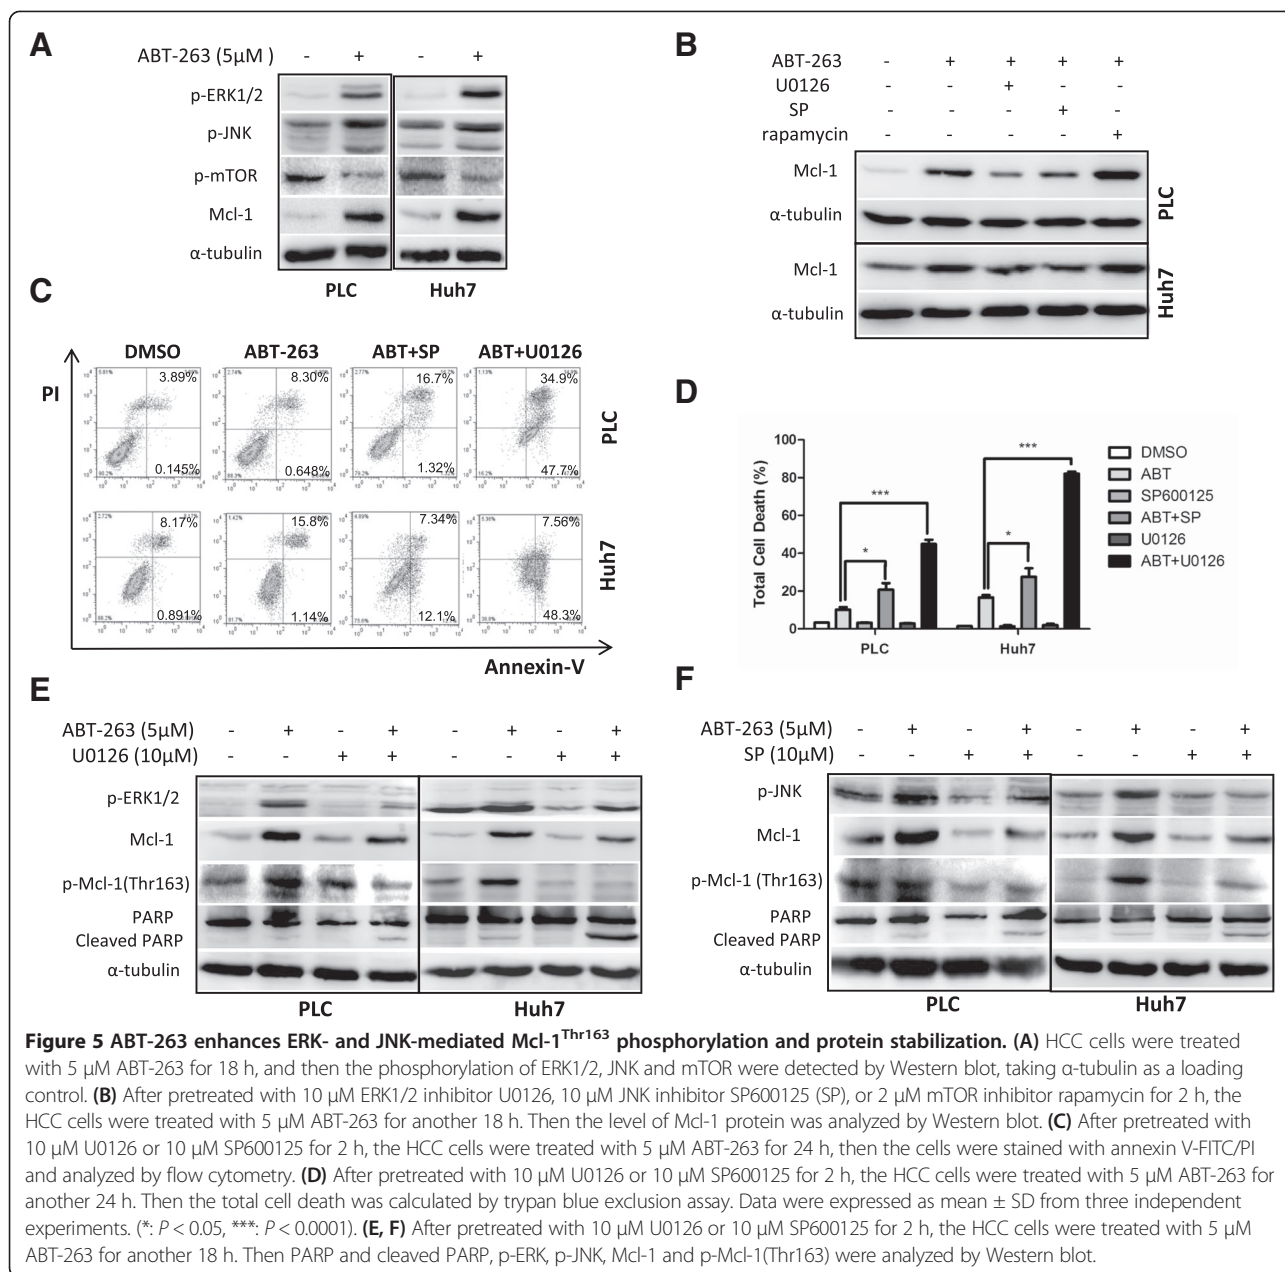 A
ABT-263 (5μM ) - + - +
p-ERK1/2
p-JNK
p-mTOR
Mcl-1
α-tubulin
PLC Huh7
B
ABT-263 - + + + +
U0126 - - + - -
SP - - - + -
rapamycin - - - - +
Mcl-1
α-tubulin
PLC
Mcl-1
α-tubulin
Huh7
C
DMSO ABT-263 ABT+SP ABT+U0126
PI
3.89% 8.30% 16.7% 34.9%
0.145% 0.648% 1.32% 47.7%
PLC
8.17% 15.8% 7.34% 7.56%
0.891% 1.14% 12.1% 48.3%
Huh7
Annexin-V
D
Total Cell Death (%)
100
80
60
40
20
0
*** * *** *
PLC Huh7
DMSO
ABT
SP600125
ABT+SP
U0126
ABT+U0126
E
ABT-263 (5μM) - + - + - + - +
U0126 (10μM) - - + + - - + +
p-ERK1/2
Mcl-1
p-Mcl-1(Thr163)
PARP
Cleaved PARP
α-tubulin
PLC Huh7
F
ABT-263 (5μM) - + - + - + - +
SP (10μM) - - + + - - + +
p-JNK
Mcl-1
p-Mcl-1 (Thr163)
PARP
Cleaved PARP
α-tubulin
PLC Huh7
Figure 5 ABT-263 enhances ERK- and JNK-mediated Mcl-1Thr163 phosphorylation and protein stabilization. (A) HCC cells were treated
with 5 μM ABT-263 for 18 h, and then the phosphorylation of ERK1/2, JNK and mTOR were detected by Western blot, taking α-tubulin as a loading
control. (B) After pretreated with 10 μM ERK1/2 inhibitor U0126, 10 μM JNK inhibitor SP600125 (SP), or 2 μM mTOR inhibitor rapamycin for 2 h, the
HCC cells were treated with 5 μM ABT-263 for another 18 h. Then the level of Mcl-1 protein was analyzed by Western blot. (C) After pretreated with
10 μM U0126 or 10 μM SP600125 for 2 h, the HCC cells were treated with 5 μM ABT-263 for 24 h, then the cells were stained with annexin V-FITC/PI
and analyzed by flow cytometry. (D) After pretreated with 10 μM U0126 or 10 μM SP600125 for 2 h, the HCC cells were treated with 5 μM ABT-263 for
another 24 h. Then the total cell death was calculated by trypan blue exclusion assay. Data were expressed as mean ± SD from three independent
experiments. (*: P < 0.05, ***: P < 0.0001). (E, F) After pretreated with 10 μM U0126 or 10 μM SP600125 for 2 h, the HCC cells were treated with 5 μM
ABT-263 for another 18 h. Then PARP and cleaved PARP, p-ERK, p-JNK, Mcl-1 and p-Mcl-1(Thr163) were analyzed by Western blot.